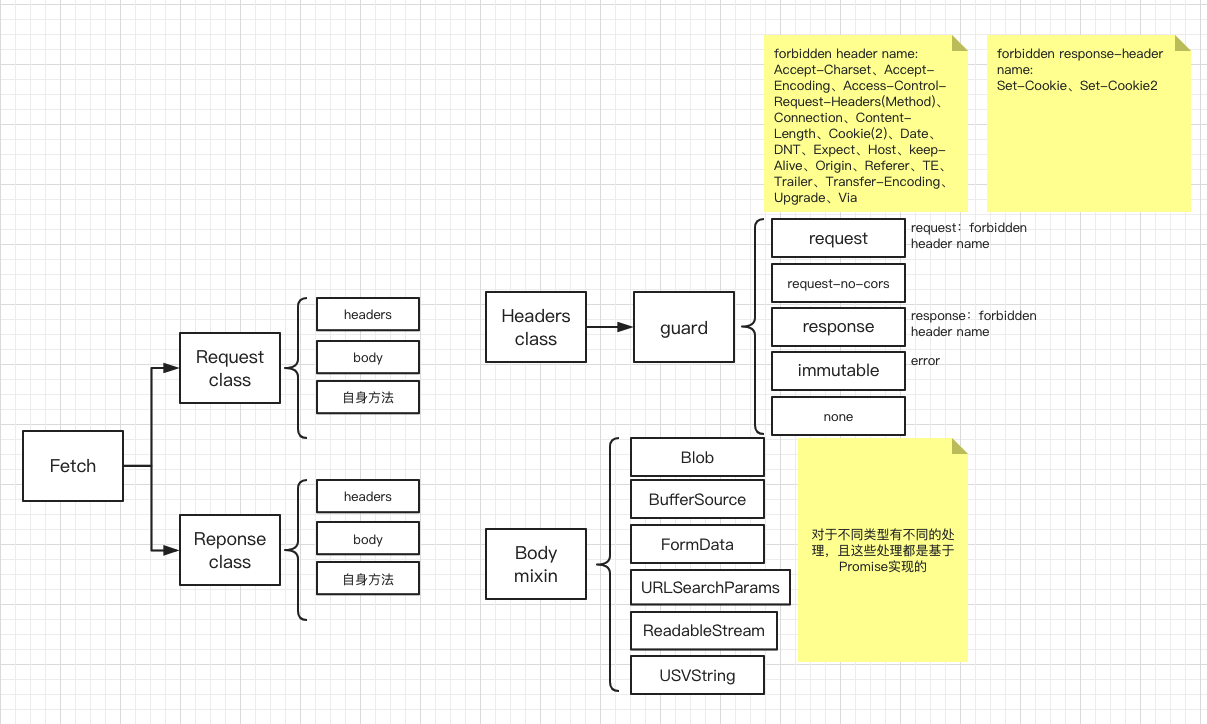 forbidden header name:
Accept-Charset、Accept-
Encoding、Access-Control-
Request-Headers(Method)、
Connection、Content-
Length、Cookie(2)、Date、
DNT、Expect、Host、keep-
Alive、Origin、Referer、TE、
Trailer、Transfer-Encoding、
Upgrade、Via
forbidden response-header
name:
Set-Cookie、Set-Cookie2
Fetch
Request
class
headers
body
自身方法
Reponse
class
headers
body
自身方法
Headers
class
guard
request
request：forbidden
header name
request-no-cors
response
response：forbidden
header name
immutable
error
none
Body
mixin
Blob
BufferSource
FormData
URLSearchParams
ReadableStream
USVString
对于不同类型有不同的处
理，且这些处理都是基于
Promise实现的